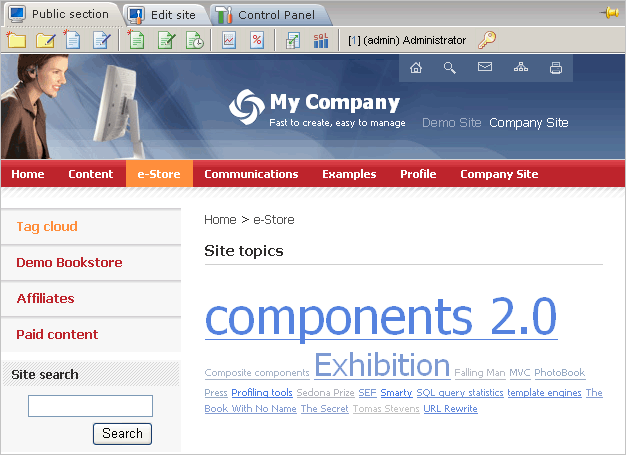 Public section Edit site Control Panel
[1] (admin) Administrator
My Company
Fast to create, easy to manage
Demo Site Company Site
Home Content e-Store Communications Examples Profile Company Site
Tag cloud
Demo Bookstore
Affiliates
Paid content
Site search
Search
Home > e-Store
Site topics
components 2.0
Composite components Exhibition Falling Man MVC PhotoBook
Press Profiling tools Sedona Prize SEF Smarty SQL query statistics template engines The
Book With No Name The Secret Tomas Stevens URL Rewrite